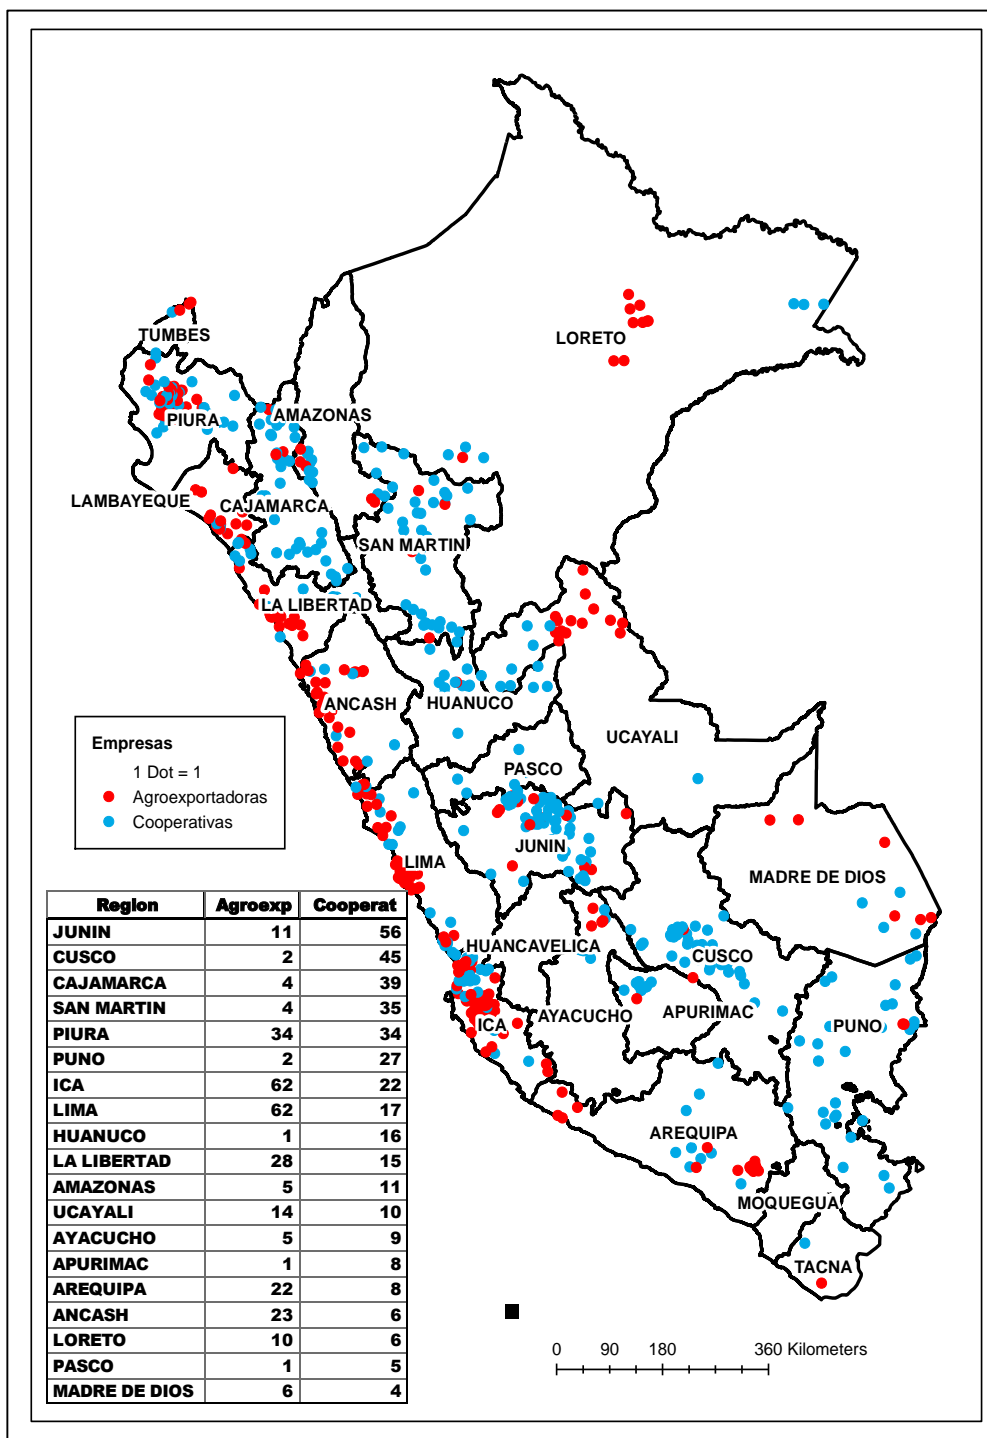 TUMBES
LORETO
PIURA
AMAZONAS
LAMBAYEQUE
CAJAMARCA
SAN MARTIN
LA LIBERTAD
ANCASH
HUANUCO
UCAYALI
PASCO
JUNIN
LIMA
MADRE DE DIOS
HUANCAVELICA
CUSCO
ICA
AYACUCHO
APURIMAC
PUNO
AREQUIPA
MOQUEGUA
TACNA
Empresas
1 Dot = 1
Agroexportadoras
Cooperativas
Region Agroexp Cooperat
JUNIN 11 56
CUSCO 2 45
CAJAMARCA 4 39
SAN MARTIN 4 35
PIURA 34 34
PUNO 2 27
ICA 62 22
LIMA 62 17
HUANUCO 1 16
LA LIBERTAD 28 15
AMAZONAS 5 11
UCAYALI 14 10
AYACUCHO 5 9
APURIMAC 1 8
AREQUIPA 22 8
ANCASH 23 6
LORETO 10 6
PASCO 1 5
MADRE DE DIOS 6 4
0 90 180 360 Kilometers